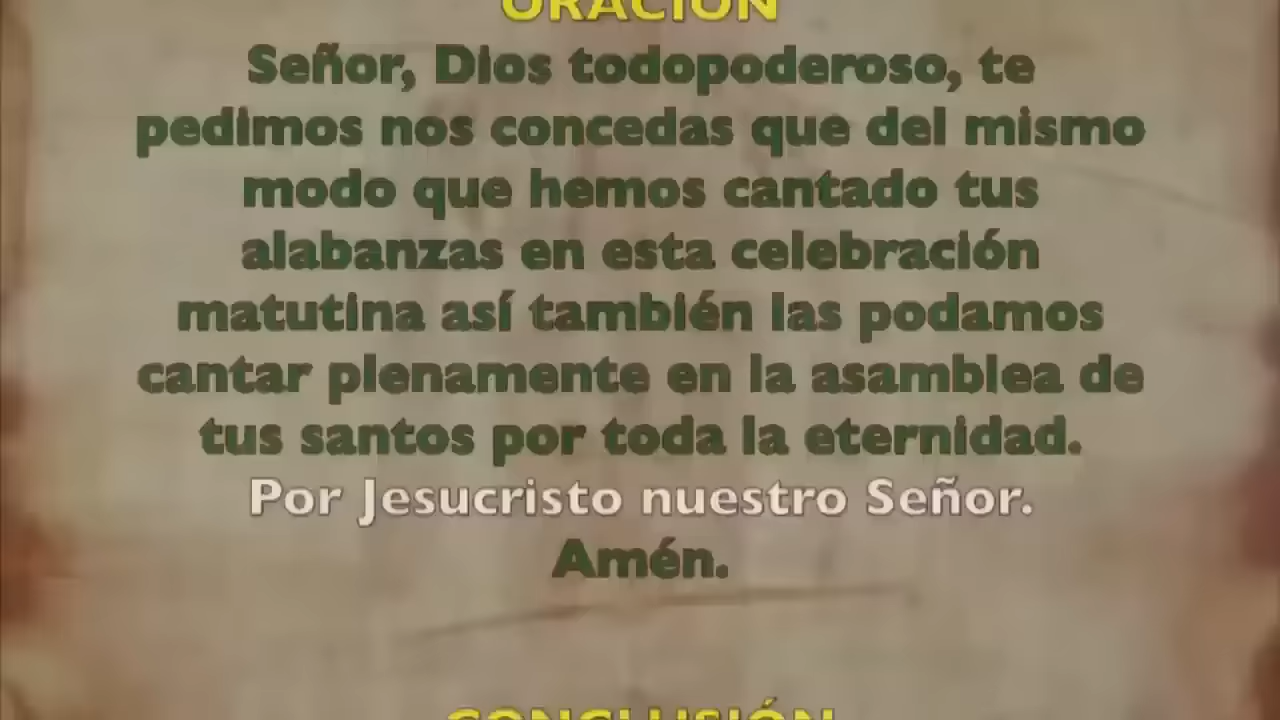 ORACIÓN
Señor, Dios todopoderoso, te
pedimos nos concedas que del mismo
modo que hemos cantado tus
alabanzas en esta celebración
matutina así también las podamos
cantar plenamente en la asamblea de
tus santos por toda la eternidad.
Por Jesucristo nuestro Señor.
Amén.
CONCLUSIÓN